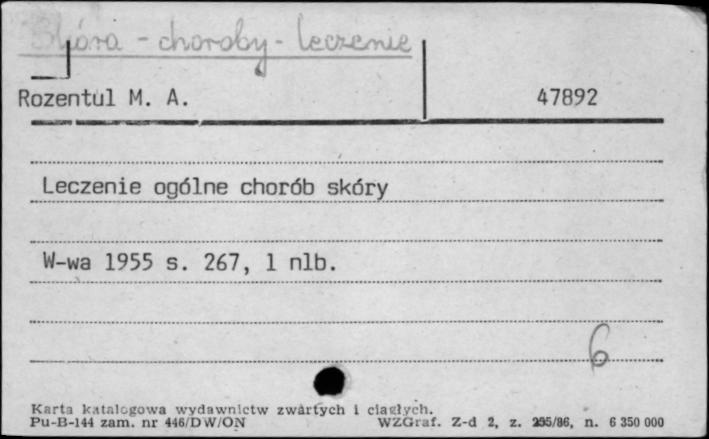 Skóra - choroby - leczenie
Rozentul M. A. 47892
Leczenie ogólne chorób skóry
W-wa 1955 s. 267, 1 nlb.
6
Karta katalogowa wydawnictw zwartych i ciągłych.
Pu-B-144 zam. nr 446/DW/ON WZGraf. Z-d 2, z. /86, n. 6 350 000